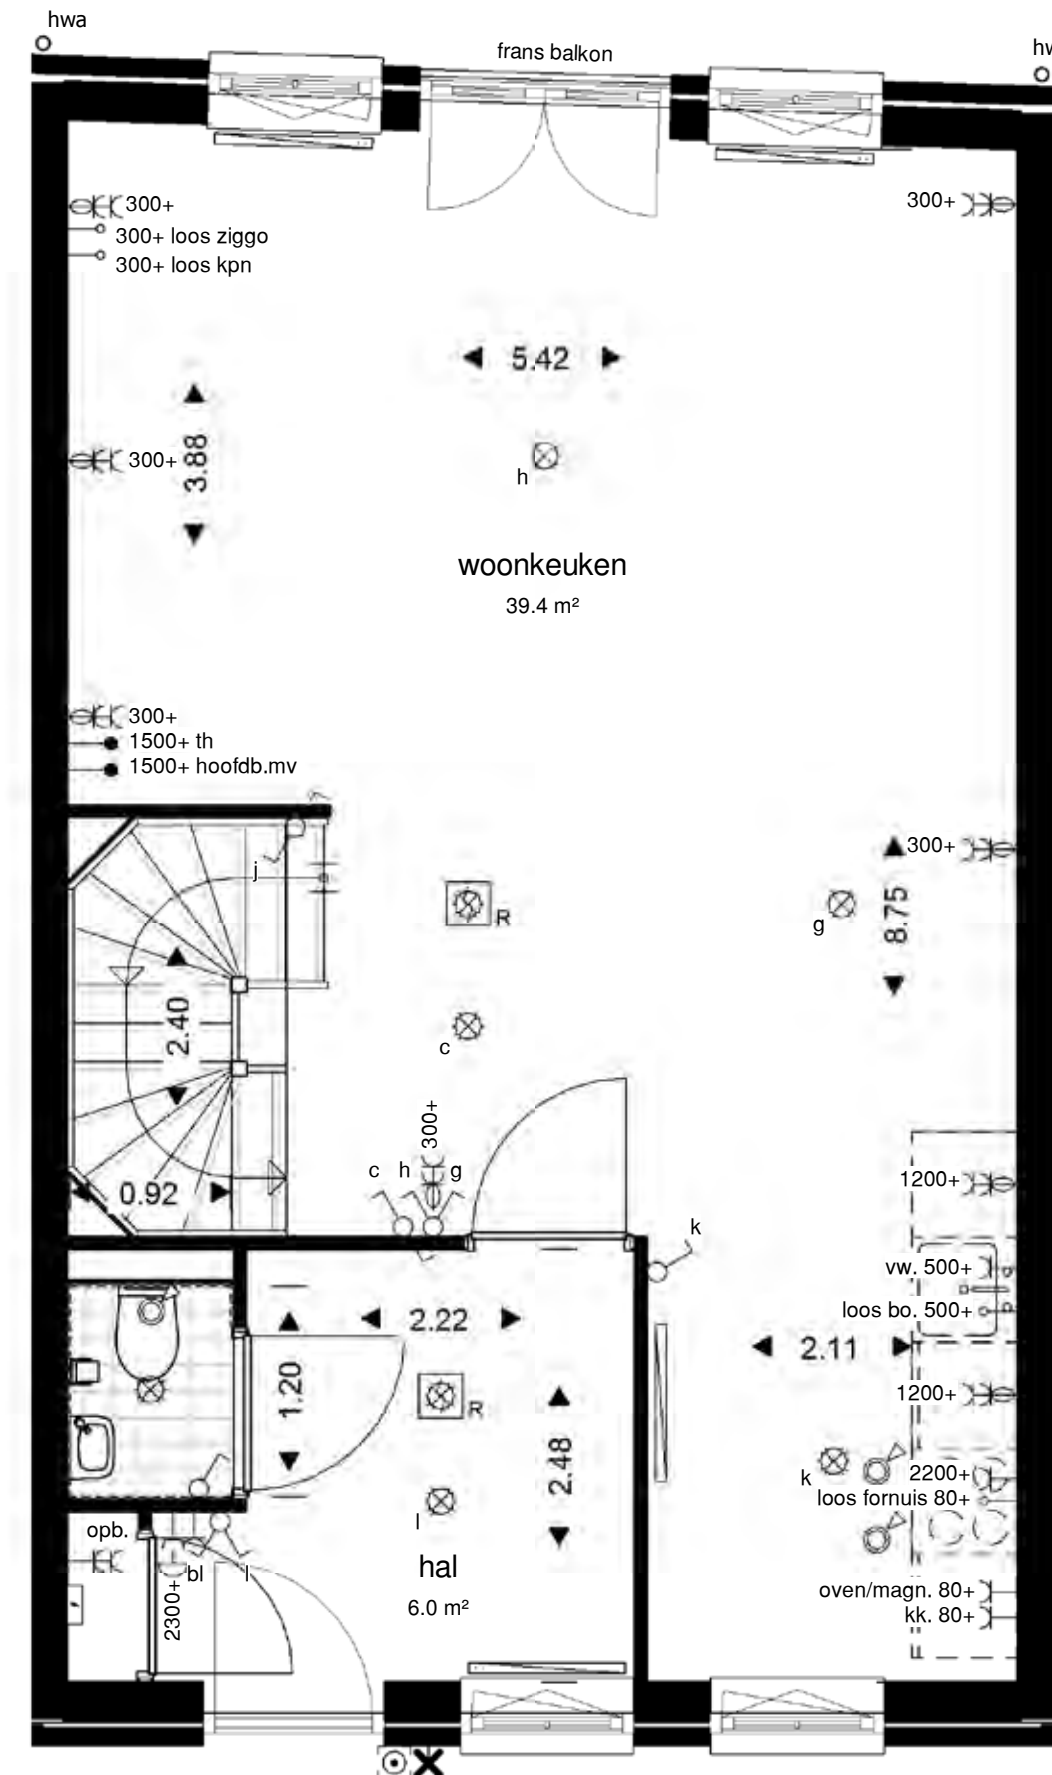 hwa
frans balkon
hw
300+
300+
300+ loos ziggo
300+ loos kpn
5.42
3.88
300+
h
woonkeuken
39.4 m²
300+
1500+ th
1500+ hoofdb.mv
j
300+
R
g
8.75
2.40
c
300+
c h g
0.92
1200+
k
vw. 500+
loos bo. 500+
2.22
2.11
1.20
1200+
R
2.48
k
2200+
loos fornuis 80+
l
opb.
hal
bl l
2300+
6.0 m²
oven/magn. 80+
kk. 80+